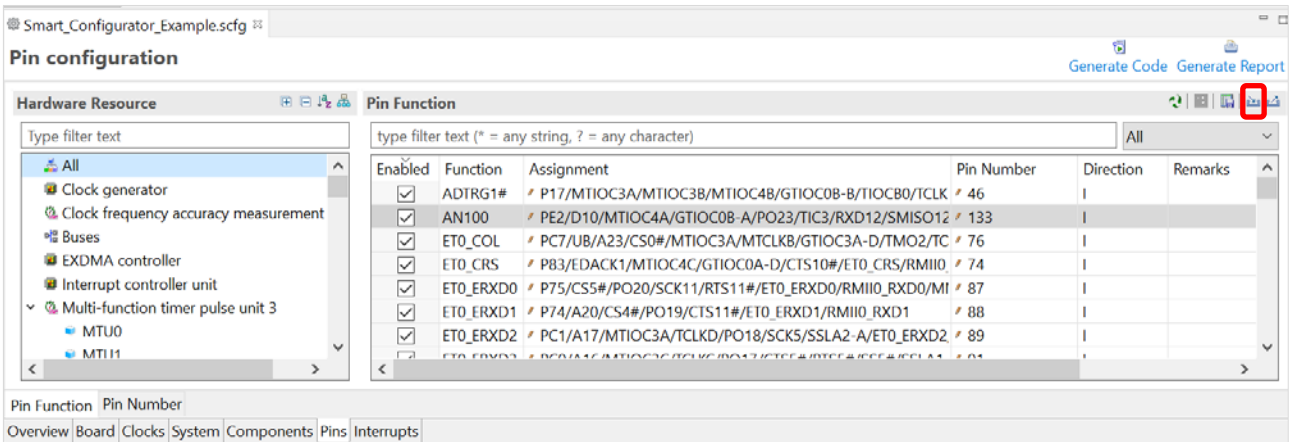 Smart_Configurator_Example.scfg
Pin configuration
Generate Code Generate Report
Hardware Resource
Type filter text
All
Clock generator
Clock frequency accuracy measurement
Buses
EXDMA controller
Interrupt controller unit
Multi-function timer pulse unit 3
MTU0
MTU1
Pin Function
type filter text (* = any string, ? = any character) All
Enabled Function Assignment Pin Number Direction Remarks
ADTRG1# P17/MTIOC3A/MTIOC3B/MTIOC4B/GTIOC0B-B/TIOCB0/TCLK 46 I
AN100 PE2/D10/MTIOC4A/GTIOC0B-A/PO23/TIC3/RXD12/SMISO12 133 I
ET0_COL PC7/UB/A23/CS0#/MTIOC3A/MTCLKB/GTIOC3A-D/TMO2/TC 76 I
ET0_CRS P83/EDACK1/MTIOC4C/GTIOC0A-D/CTS10#/ET0_CRS/RMII0_ 74 I
ET0_ERXD0 P75/CS5#/PO20/SCK11/RTS11#/ET0_ERXD0/RMII0_RXD0/MI 87 I
ET0_ERXD1 P74/A20/CS4#/PO19/CTS11#/ET0_ERXD1/RMII0_RXD1 88 I
ET0_ERXD2 PC1/A17/MTIOC3A/TCLKD/PO18/SCK5/SSLA2-A/ET0_ERXD2 89 I
Pin Function Pin Number
Overview Board Clocks System Components Pins Interrupts